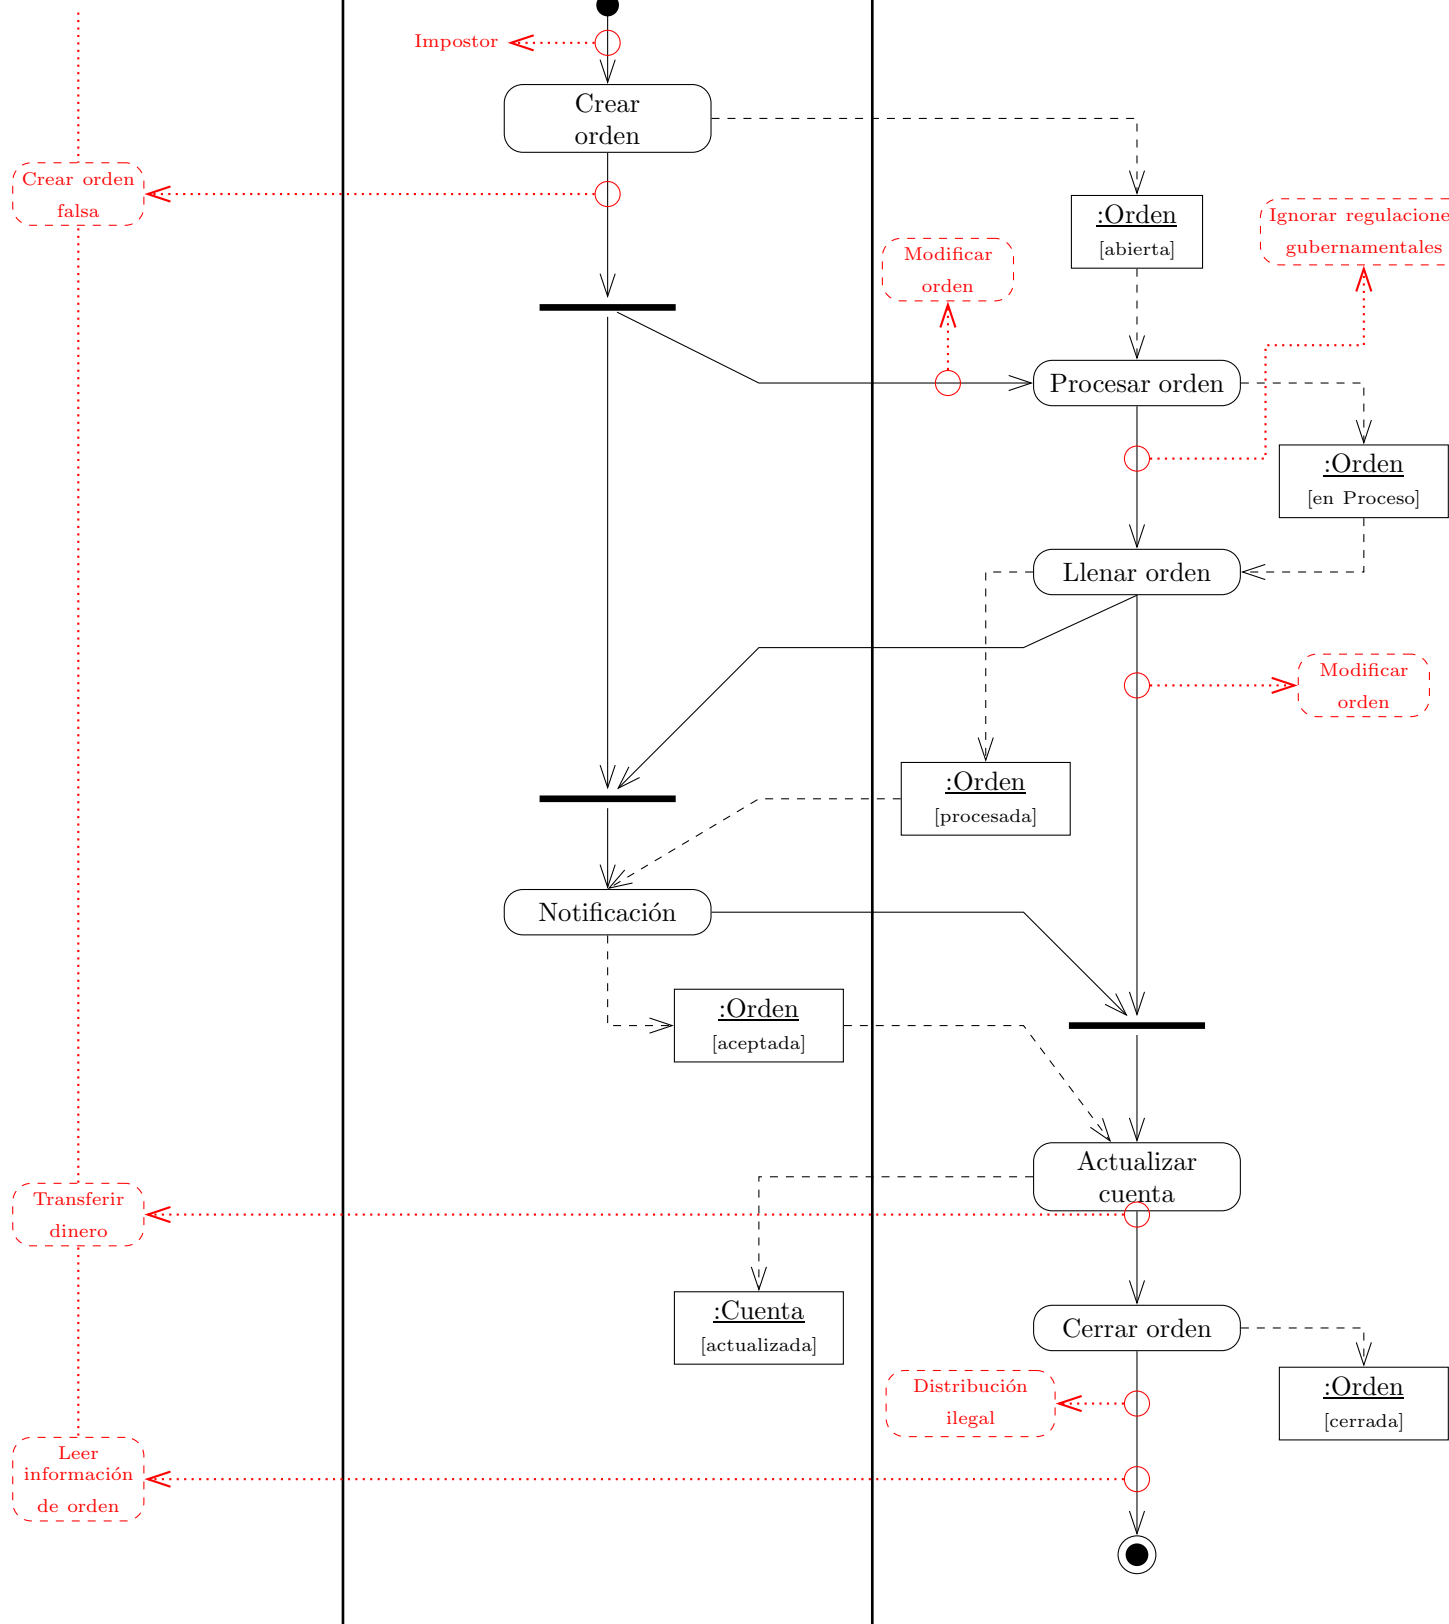 Impostor
Crear
orden
Crear orden
falsa
:Orden
[abierta]
Ignorar regulacione
gubernamentales
Modificar
orden
Procesar orden
:Orden
[en Proceso]
Llenar orden
Modificar
orden
:Orden
[procesada]
Notificación
:Orden
[aceptada]
Actualizar
cuenta
Transferir
dinero
:Cuenta
[actualizada]
Cerrar orden
Distribución
ilegal
:Orden
[cerrada]
Leer
información
de orden